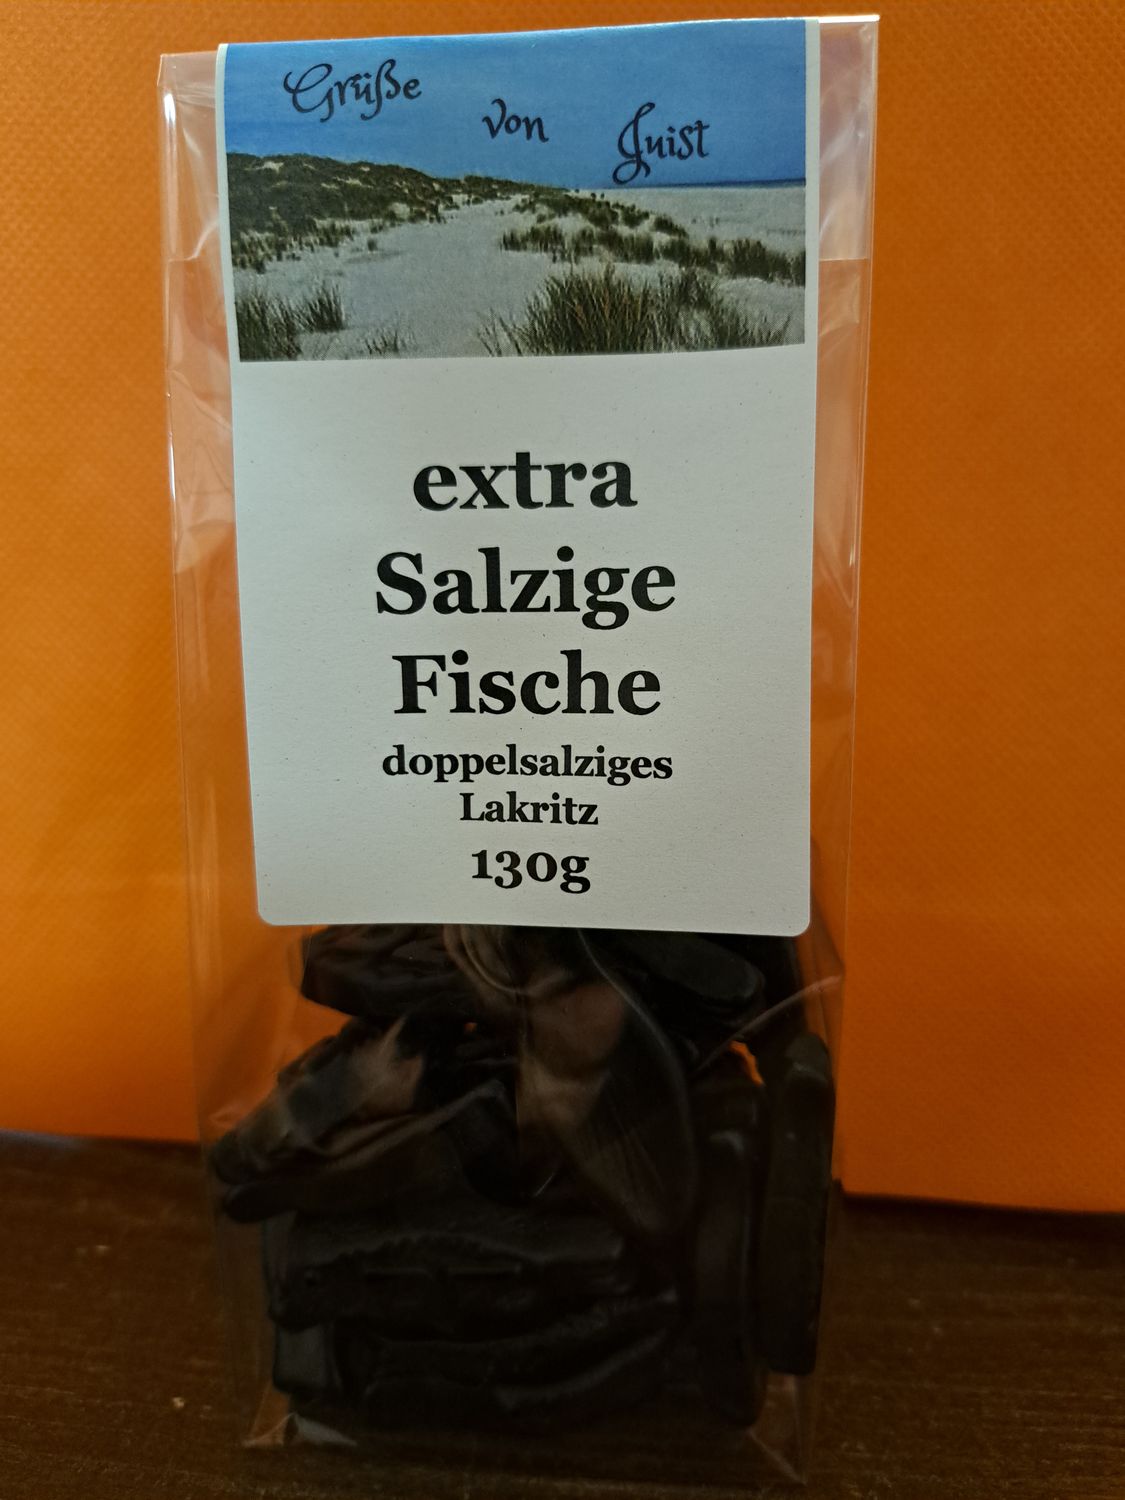 Grüße von Juist
extra
Salzige
Fische
doppelsalziges
Lakritz
130g